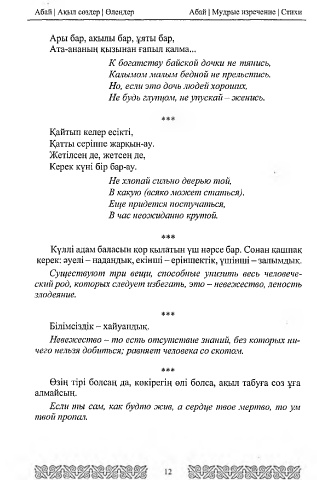 Абай | Ақыл сөзлер | Өлеңлер Абай | Мудрые изречение | Стихи
Ары бар, ақылы бар, ұяты бар,
Ата-ананың қызынан ғапыл қалма...
К богатству байской дочки не тянись,
Калымом малым бедной не прельстись.
Но, если это дочь людей хороших,
Не будь глупцом, не упускай – женись.
***
Қайтып келер есікті,
Қатты серіппе жарқын-ау.
Жетілсең де, жетсең де,
Керек күні бір бар-ау.
Не хлопай сильно дверью той,
В какую (всяко может статься).
Еще придется постучаться,
В час неожиданно крутой.
***
Күллі адам баласын қор қылатын үш нәрсе бар. Сонан қашпақ
керек: әуелі – надандық, екінші – еріншектік, үшінші – залымдық.
Существуют три вещи, способные унизить весь человече-
ский род, которых следует избегать, это – невежество, леность
злодеяние.
***
Білімсіздік – хайуандық.
Невежество – то есть отсутствие знаний, без которых ни-
чего нельзя добиться; равняет человека со скотом.
***
Өзің тірі болсаң да, көкірегің өлі болса, ақыл табуға сөз ұға
алмайсың.
Если ты сам, как будто жив, а сердце твое мертво, то ум
твой пропал.
12